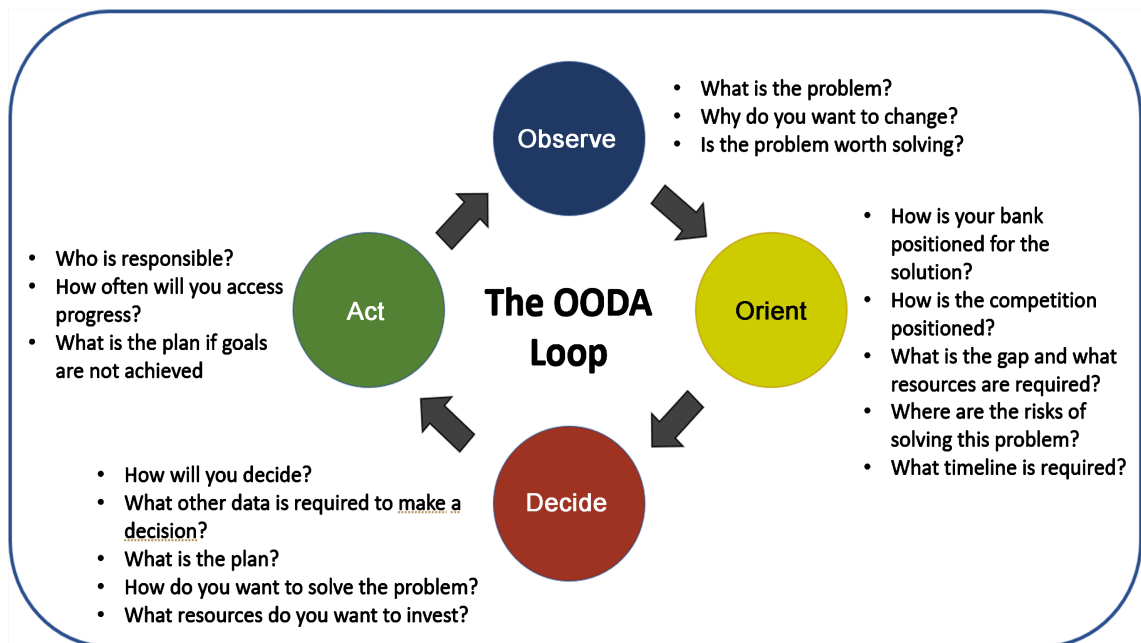 Observe
• What is the problem?
• Why do you want to change?
• Is the problem worth solving?
Orient
• How is your bank
positioned for the
solution?
• How is the competition
positioned?
• What is the gap and what
resources are required?
• Where are the risks of
solving this problem?
• What timeline is required?
The OODA
Loop
Decide
• How will you decide?
• What other data is required to make a
decision?
• What is the plan?
• How do you want to solve the problem?
• What resources do you want to invest?
Act
• Who is responsible?
• How often will you access
progress?
• What is the plan if goals
are not achieved